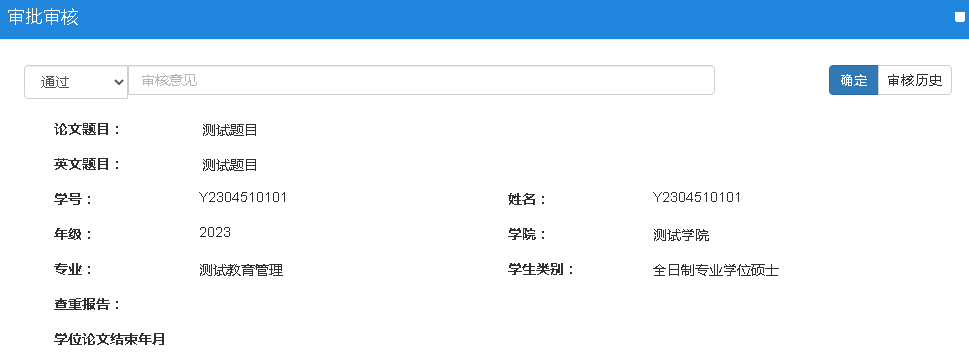 审批审核
通过 审核意见 确定 审核历史
论文题目： 测试题目
英文题目： 测试题目
学号： Y2304510101 姓名： Y2304510101
年级： 2023 学院： 测试学院
专业： 测试教育管理 学生类别： 全日制专业学位硕士
查重报告：
学位论文结束年月